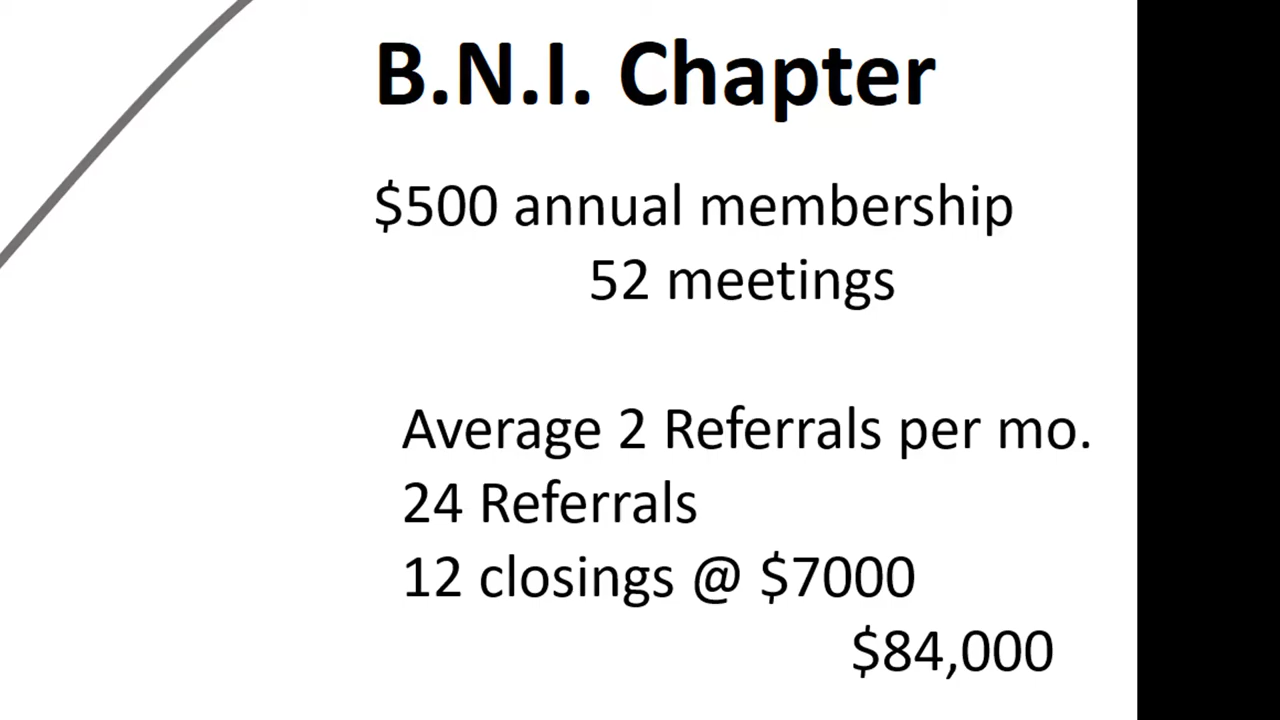 B.N.I. Chapter
$500 annual membership
52 meetings
Average 2 Referrals per mo.
24 Referrals
12 closings @ $7000
$84,000